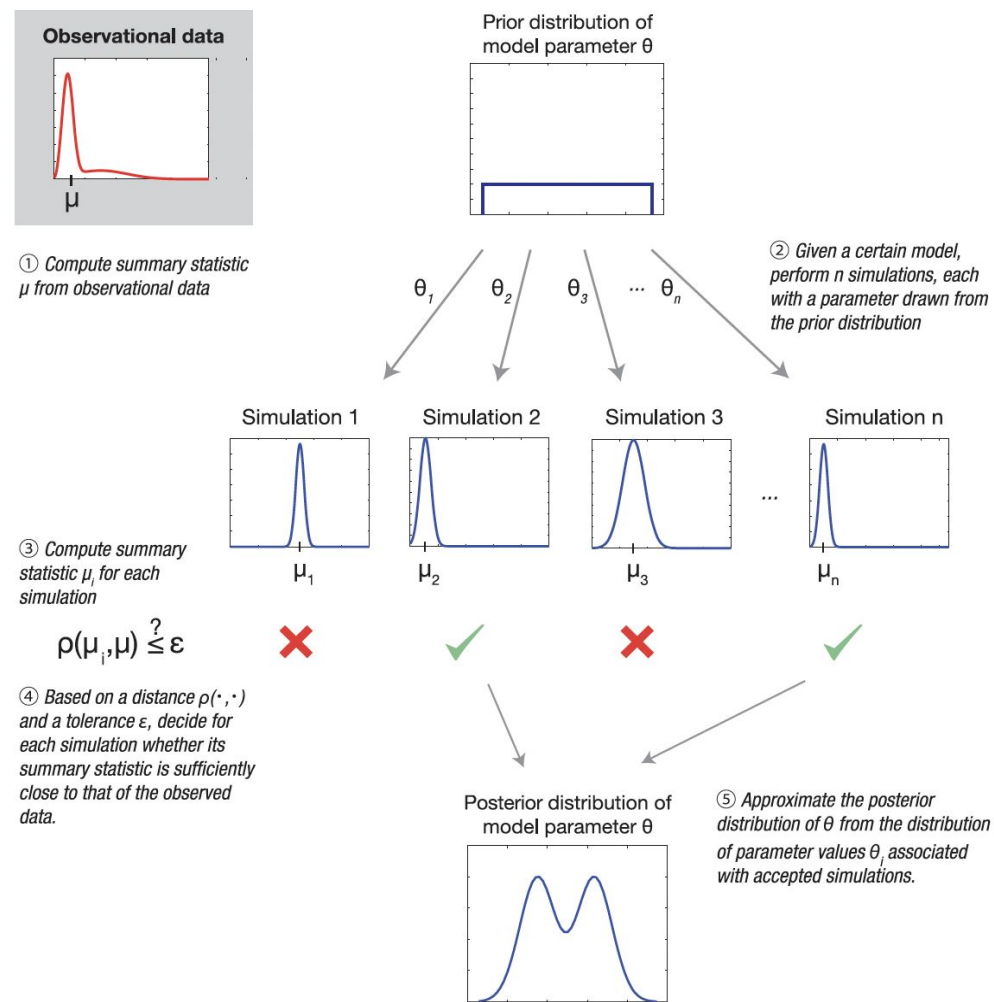 Observational data
μ
① Compute summary statistic
μ from observational data
Prior distribution of
model parameter θ
② Given a certain model,
perform n simulations, each
with a parameter drawn from
the prior distribution
θ₁ θ₂ θ₃ ... θₙ
Simulation 1
Simulation 2
Simulation 3
...
Simulation n
μ₁
μ₂
μ₃
μₙ
③ Compute summary
statistic μᵢ for each
simulation
?
ρ(μᵢ,μ) ≤ ε
④ Based on a distance ρ(·,·)
and a tolerance ε, decide for
each simulation whether its
summary statistic is sufficiently
close to that of the observed
data.
Posterior distribution of
model parameter θ
⑤ Approximate the posterior
distribution of θ from the distribution
of parameter values θᵢ associated
with accepted simulations.